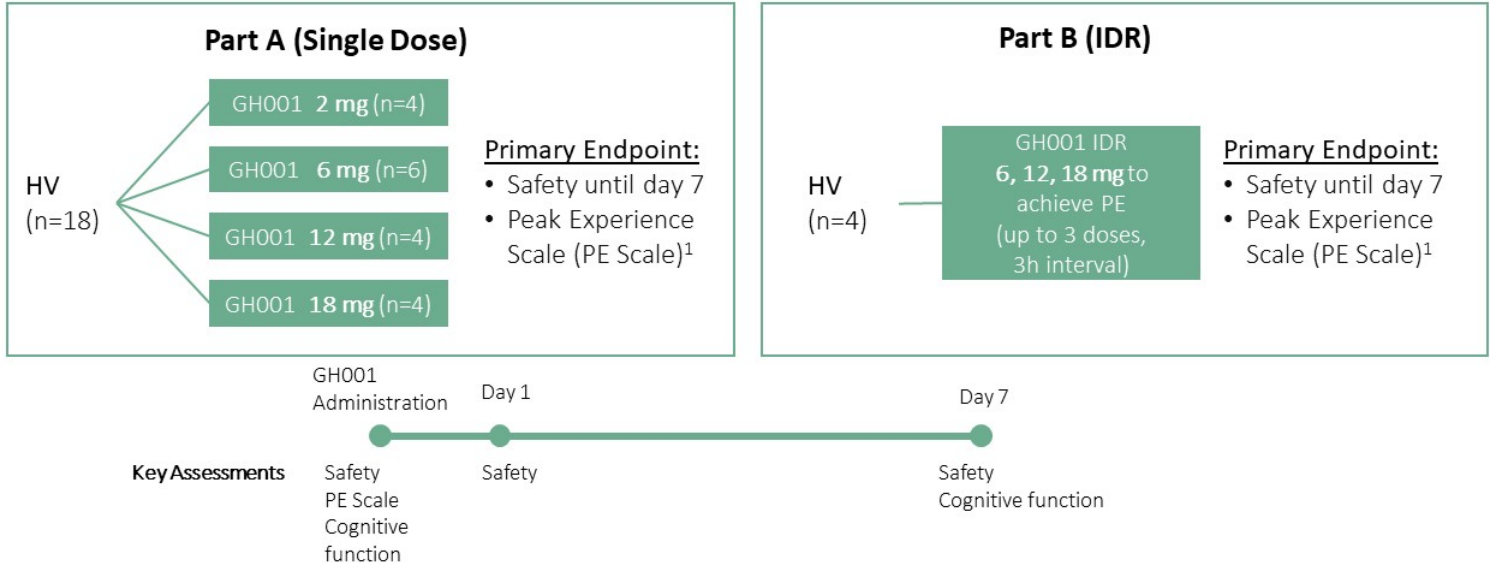 Part A (Single Dose)
HV
(n=18)
GH001 2 mg (n=4)
GH001 6 mg (n=6)
GH001 12 mg (n=4)
GH001 18 mg (n=4)
Primary Endpoint:
• Safety until day 7
• Peak Experience
Scale (PE Scale)1
Part B (IDR)
HV
(n=4)
GH001 IDR
6, 12, 18 mg to
achieve PE
(up to 3 doses,
3h interval)
Primary Endpoint:
• Safety until day 7
• Peak Experience
Scale (PE Scale)1
GH001
Administration
Day 1
Day 7
Key Assessments
Safety
PE Scale
Cognitive
function
Safety
Safety
Cognitive function